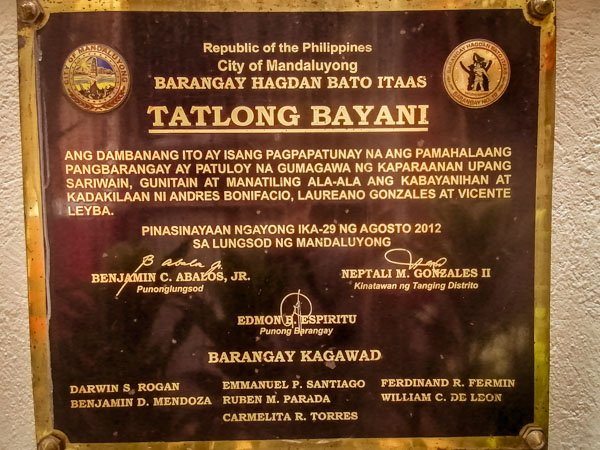 Republic of the Philippines
City of Mandaluyong
BARANGAY HAGDAN BATO ITAAS
TATLONG BAYANI
ANG DAMBANANG ITO AY ISANG PAGPAPATUNAY NA ANG PAMAHALAANG
PANGBARANGAY AY PATULOY NA GUMAGAWA NG KAPARAANAN UPANG
SARIWAIN, GUNITAIN AT MANATILING ALA-ALA ANG KABAYANIHAN AT
KADAKILAAN NI ANDRES BONIFACIO, LAUREANO GONZALES AT VICENTE
LEYBA.
PINASINAYAAN NGAYONG IKA-29 NG AGOSTO 2012
SA LUNGSOD NG MANDALUYONG
BENJAMIN C. ABALOS, JR.
Punonglungsod
NEPTALI M. GONZALES II
Kinatawan ng Tanging Distrito
EDMON B. ESPIRITU
Punong Barangay
BARANGAY KAGAWAD
DARWIN S. ROGAN EMMANUEL P. SANTIAGO FERDINAND R. FERMIN
BENJAMIN D. MENDOZA RUBEN M. PARADA WILLIAM C. DE LEON
CARMELITA R. TORRES